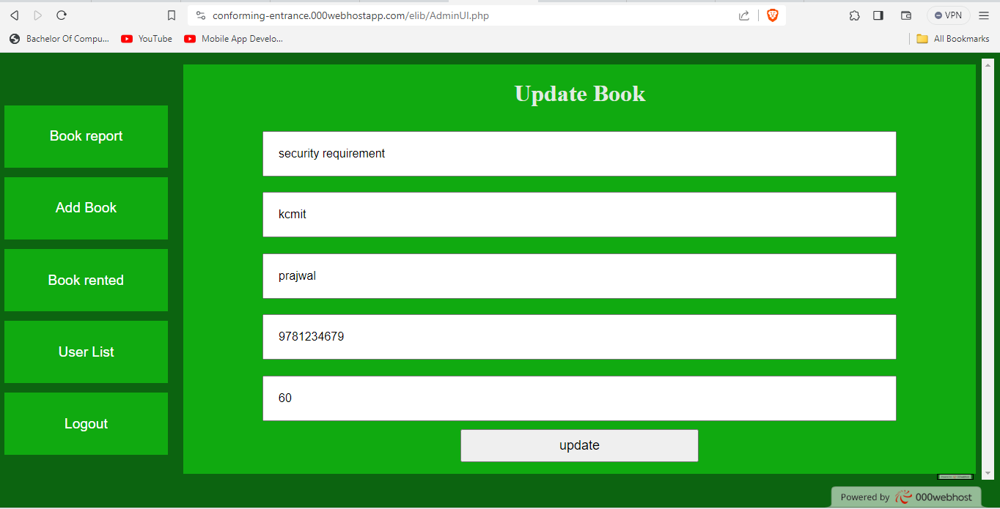 conforming-entrance.000webhostapp.com/elib/AdminUI.php
VPN
Bachelor Of Compu...
YouTube
Mobile App Develo...
All Bookmarks
Update Book
Book report
Add Book
Book rented
User List
Logout
security requirement
kcmit
prajwal
9781234679
60
update
Powered by 000webhost